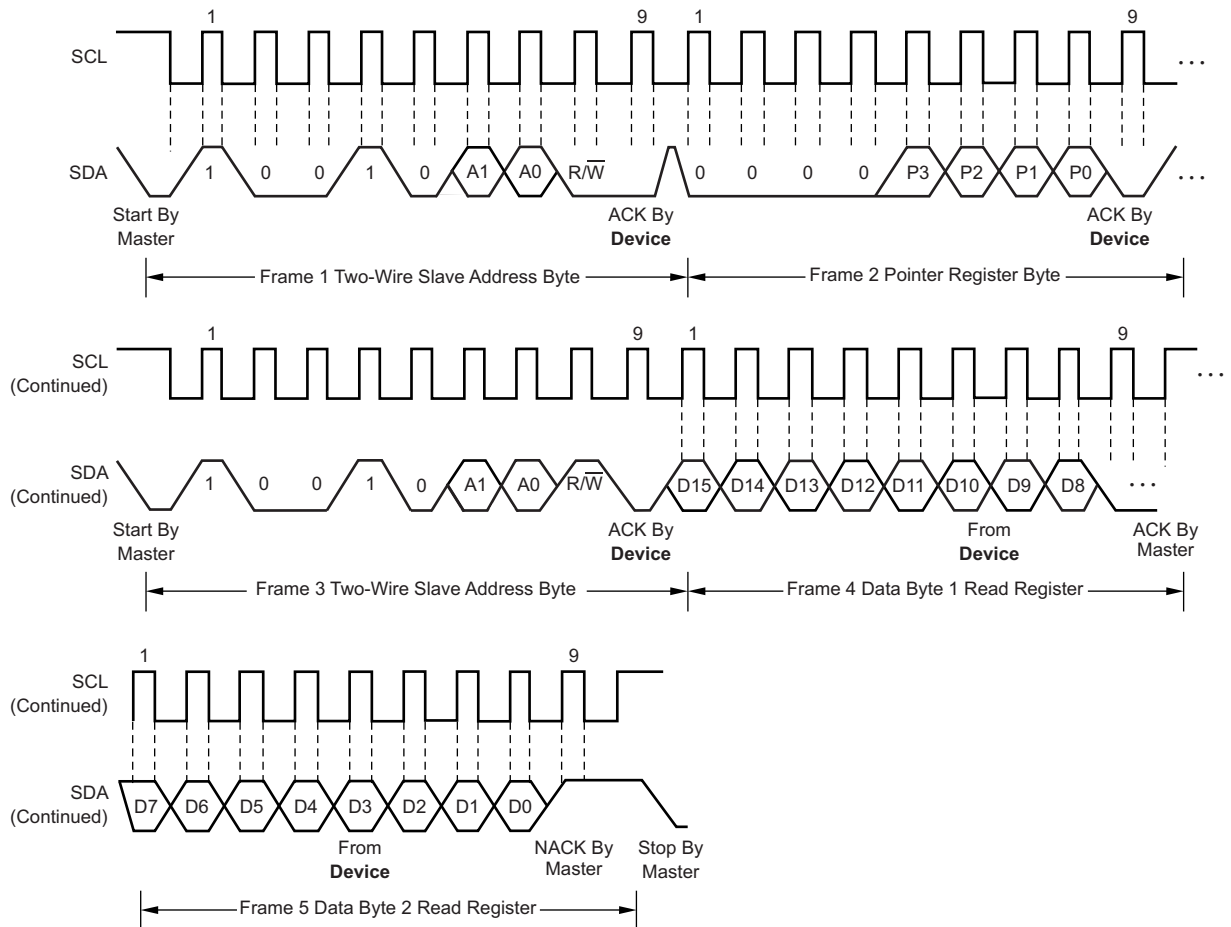 1 9 1 9
SCL ···
SDA 1 0 0 1 0 A1 A0 R/W̅ 0 0 0 0 P3 P2 P1 P0 ···
Start By Master
ACK By Device
ACK By Device
Frame 1 Two-Wire Slave Address Byte
Frame 2 Pointer Register Byte
1 9 1 9
SCL (Continued) ···
SDA (Continued) 1 0 0 1 0 A1 A0 R/W̅ D15 D14 D13 D12 D11 D10 D9 D8 ···
Start By Master
ACK By Device
From Device
ACK By Master
Frame 3 Two-Wire Slave Address Byte
Frame 4 Data Byte 1 Read Register
1 9
SCL (Continued)
SDA (Continued) D7 D6 D5 D4 D3 D2 D1 D0
From Device
NACK By Master
Stop By Master
Frame 5 Data Byte 2 Read Register